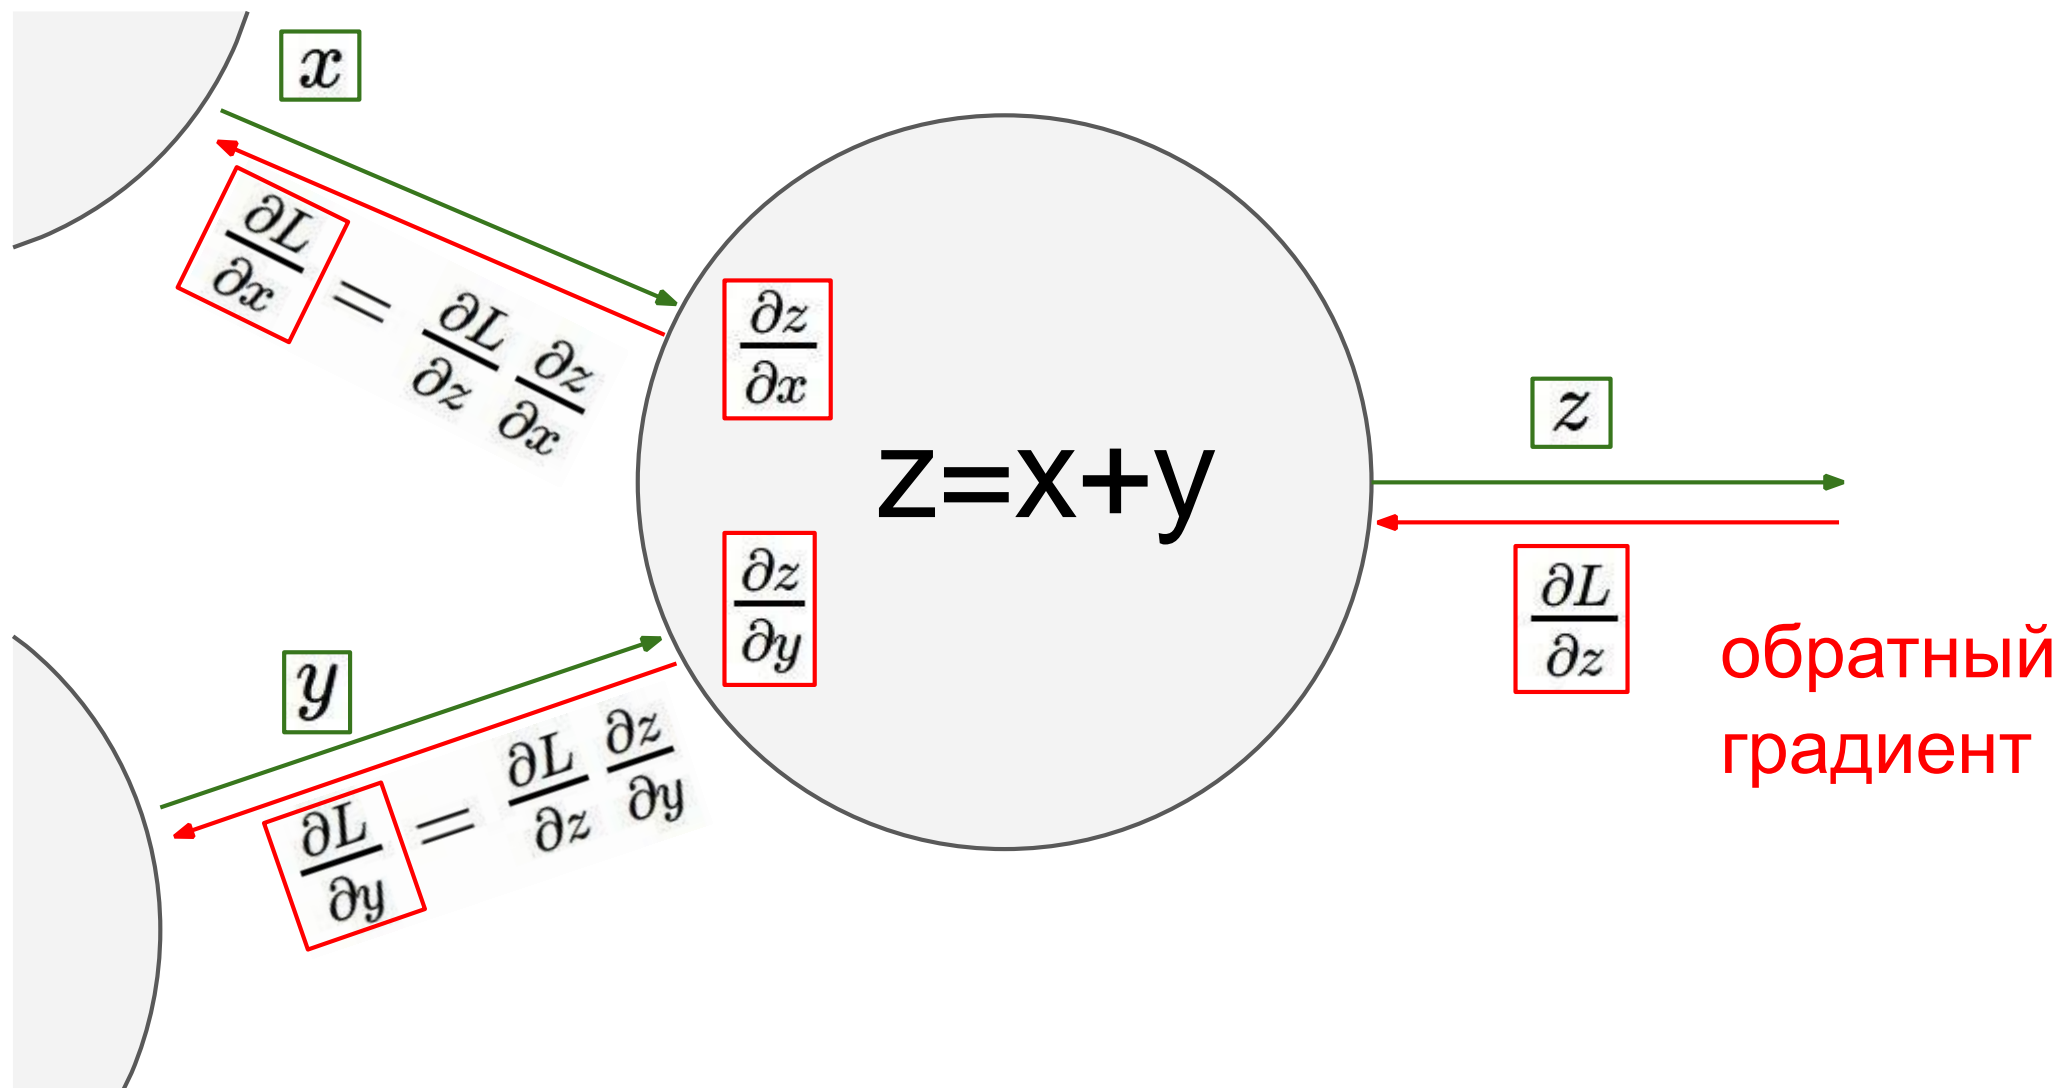 x
∂L/∂x = ∂L/∂z ∂z/∂x
∂z/∂x
z=x+y
z
∂z/∂y
∂L/∂z
обратный
градиент
y
∂L/∂y = ∂L/∂z ∂z/∂y